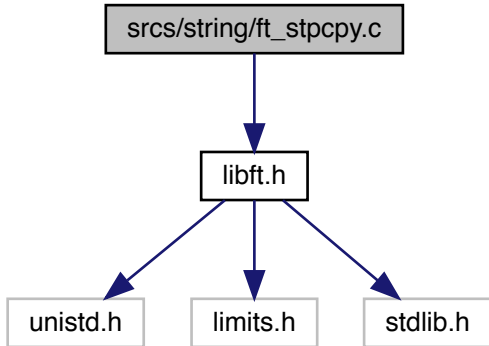 srcs/string/ft_stpcpy.c
libft.h
unistd.h
limits.h
stdlib.h